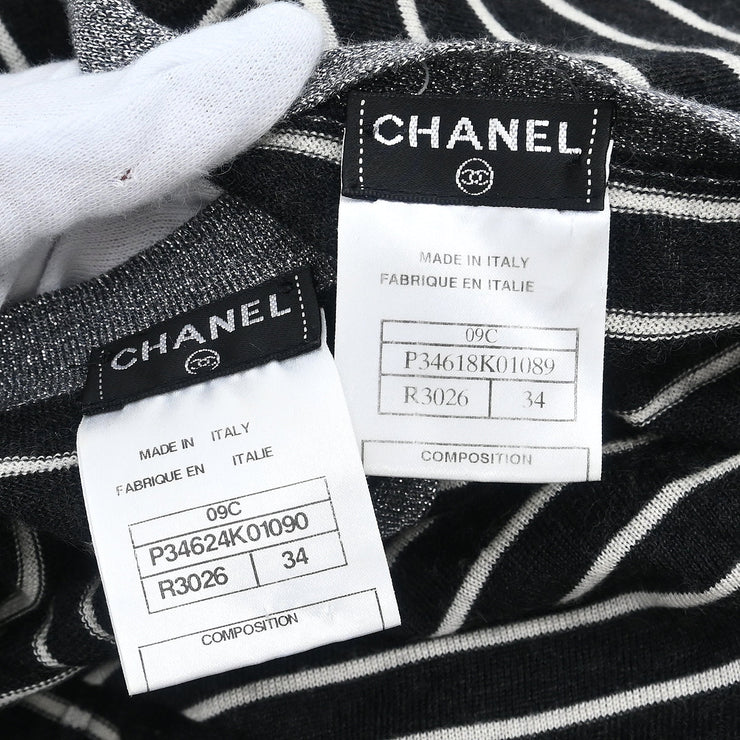 CHANEL
MADE IN ITALY
FABRIQUE EN ITALIE
09C
P34618K01089
R3026 34
COMPOSITION
CHANEL
MADE IN ITALY
FABRIQUE EN ITALIE
09C
P34624K01090
R3026 34
COMPOSITION